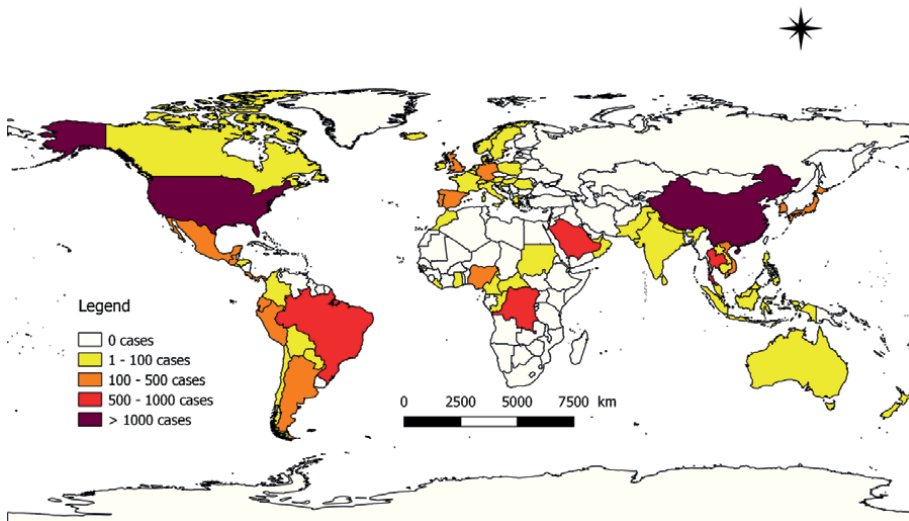 Legend
0 cases
1 - 100 cases
100 - 500 cases
500 - 1000 cases
> 1000 cases
0 2500 5000 7500 km